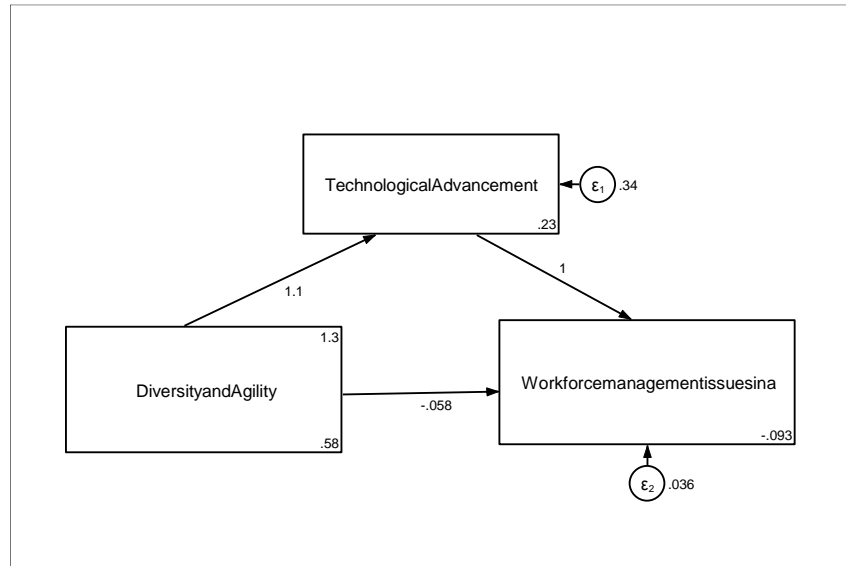 TechnologicalAdvancement
ε1
.34
.23
1
1.1
1.3
DiversityandAgility
.58
-.058
Workforcemanagementissuesina
-.093
ε2
.036